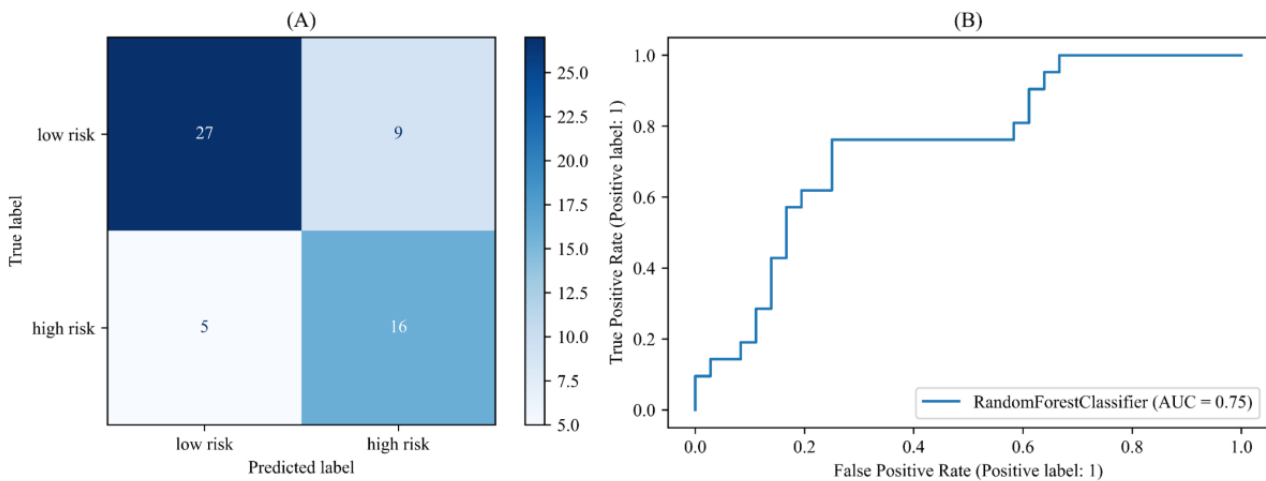 (A)
True label
low risk
high risk
27
9
5
16
low risk
high risk
Predicted label
25.0
22.5
20.0
17.5
15.0
12.5
10.0
7.5
5.0
(B)
True Positive Rate (Positive label: 1)
1.0
0.8
0.6
0.4
0.2
0.0
RandomForestClassifier (AUC = 0.75)
0.0
0.2
0.4
0.6
0.8
1.0
False Positive Rate (Positive label: 1)